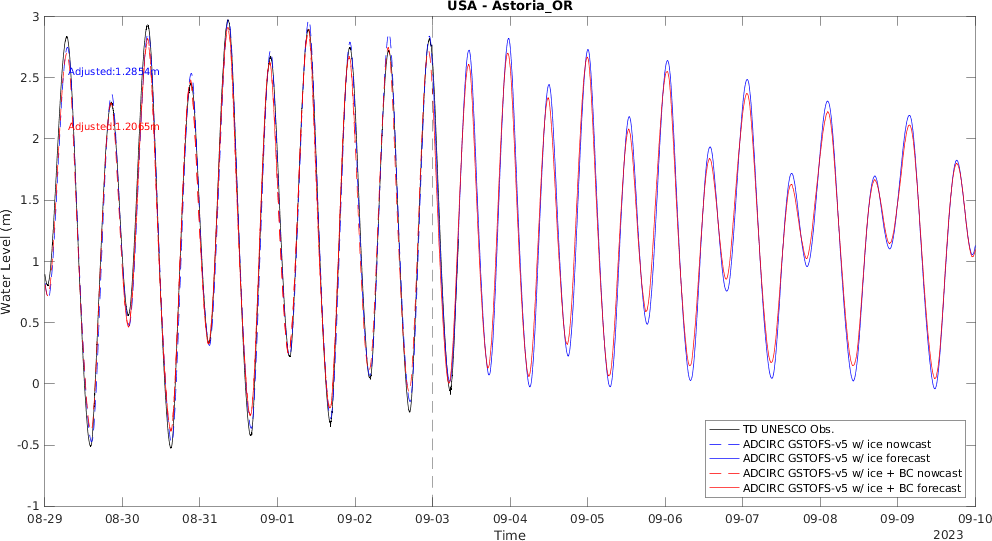 USA - Astoria_OR
3
2.5
2
1.5
1
0.5
0
-0.5
-1
Water Level (m)
Adjusted:1.2854m
Adjusted:1.2065m
TD UNESCO Obs.
ADCIRC GSTOFS-v5 w/ ice nowcast
ADCIRC GSTOFS-v5 w/ ice forecast
ADCIRC GSTOFS-v5 w/ ice + BC nowcast
ADCIRC GSTOFS-v5 w/ ice + BC forecast
08-29 08-30 08-31 09-01 09-02 09-03 09-04 09-05 09-06 09-07 09-08 09-09 09-10
Time
2023